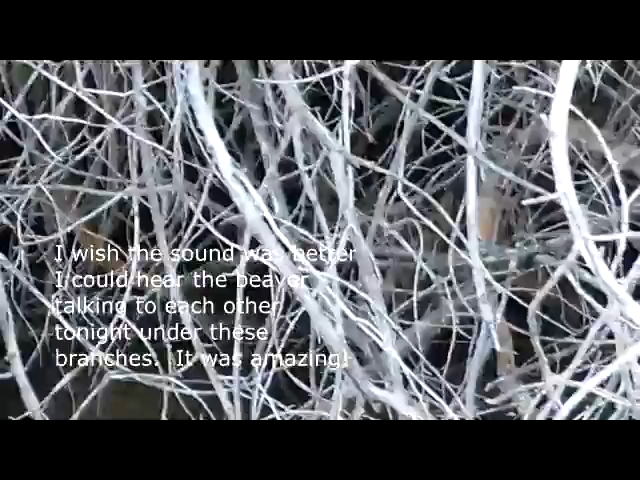 I wish the sound was better
I could hear the beaver
talking to each other
tonight under these
branches.  It was amazing!